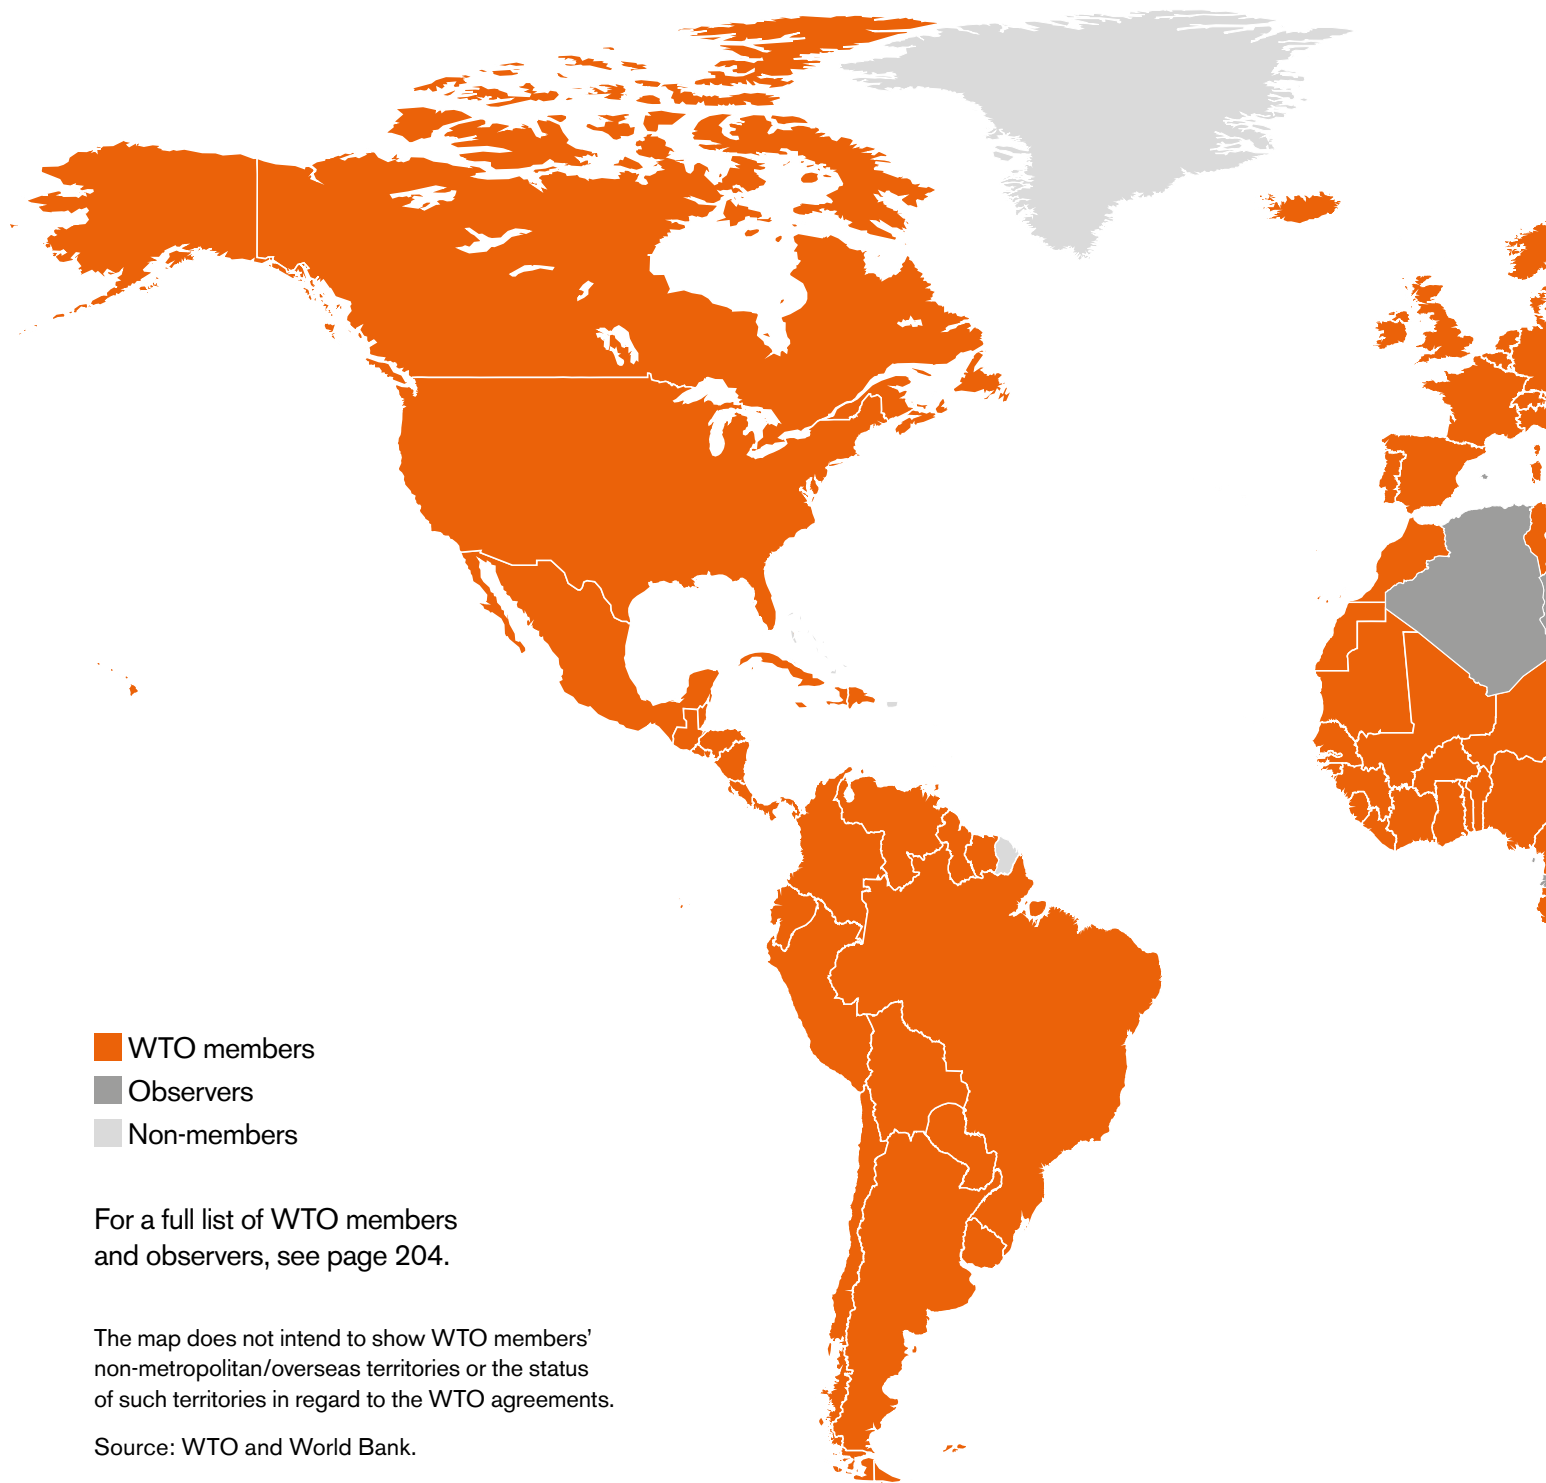 WTO members
Observers
Non-members
For a full list of WTO members
and observers, see page 204.
The map does not intend to show WTO members’
non-metropolitan/overseas territories or the status
of such territories in regard to the WTO agreements.
Source: WTO and World Bank.